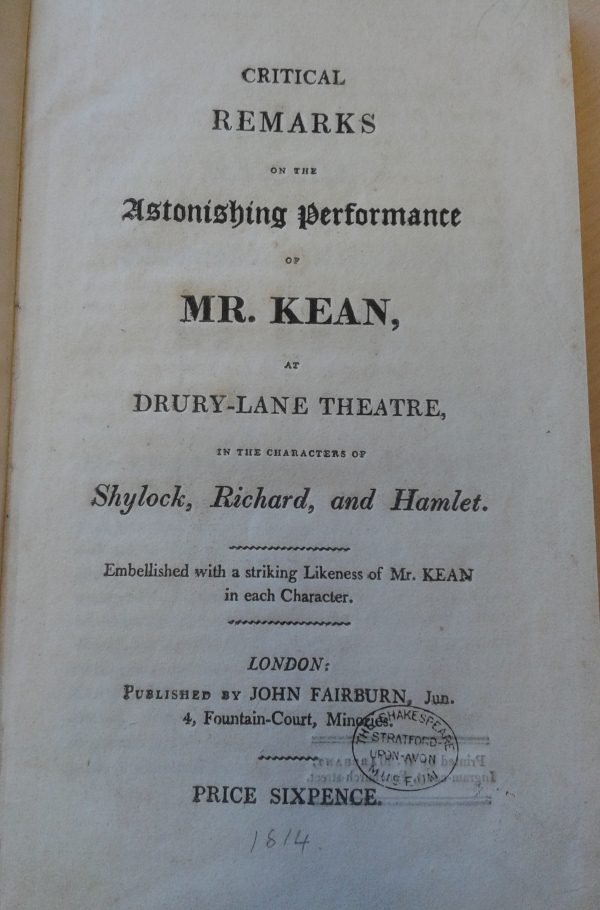 CRITICAL
REMARKS
ON THE
Astonishing Performance
OF
MR. KEAN,
AT
DRURY-LANE THEATRE,
IN THE CHARACTERS OF
Shylock, Richard, and Hamlet.
Embellished with a striking Likeness of Mr. KEAN
in each Character.
LONDON:
PUBLISHED BY JOHN FAIRBURN, Jun.
4, Fountain-Court, Minories.
THE SHAKESPEARE
STRATFORD-
UPON-AVON
MUSEUM
PRICE SIXPENCE.
1814.